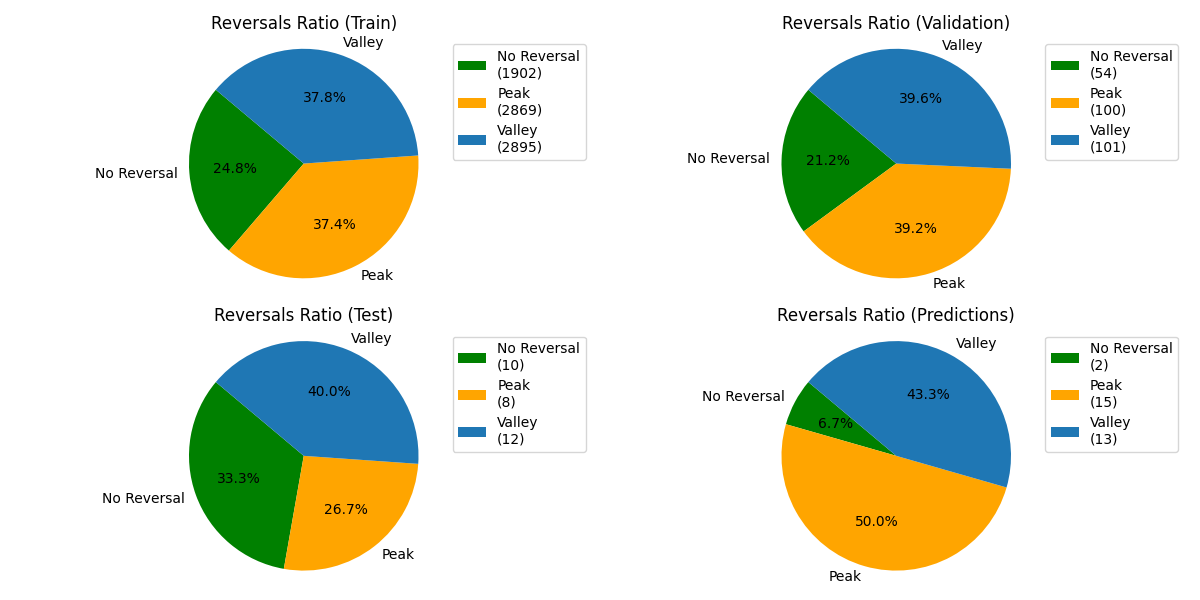 Reversals Ratio (Train)
Valley
37.8%
No Reversal
24.8%
37.4%
Peak
No Reversal
(1902)
Peak
(2869)
Valley
(2895)
Reversals Ratio (Validation)
Valley
39.6%
No Reversal
21.2%
39.2%
Peak
No Reversal
(54)
Peak
(100)
Valley
(101)
Reversals Ratio (Test)
Valley
40.0%
No Reversal
33.3%
26.7%
Peak
No Reversal
(10)
Peak
(8)
Valley
(12)
Reversals Ratio (Predictions)
Valley
43.3%
No Reversal
6.7%
50.0%
Peak
No Reversal
(2)
Peak
(15)
Valley
(13)